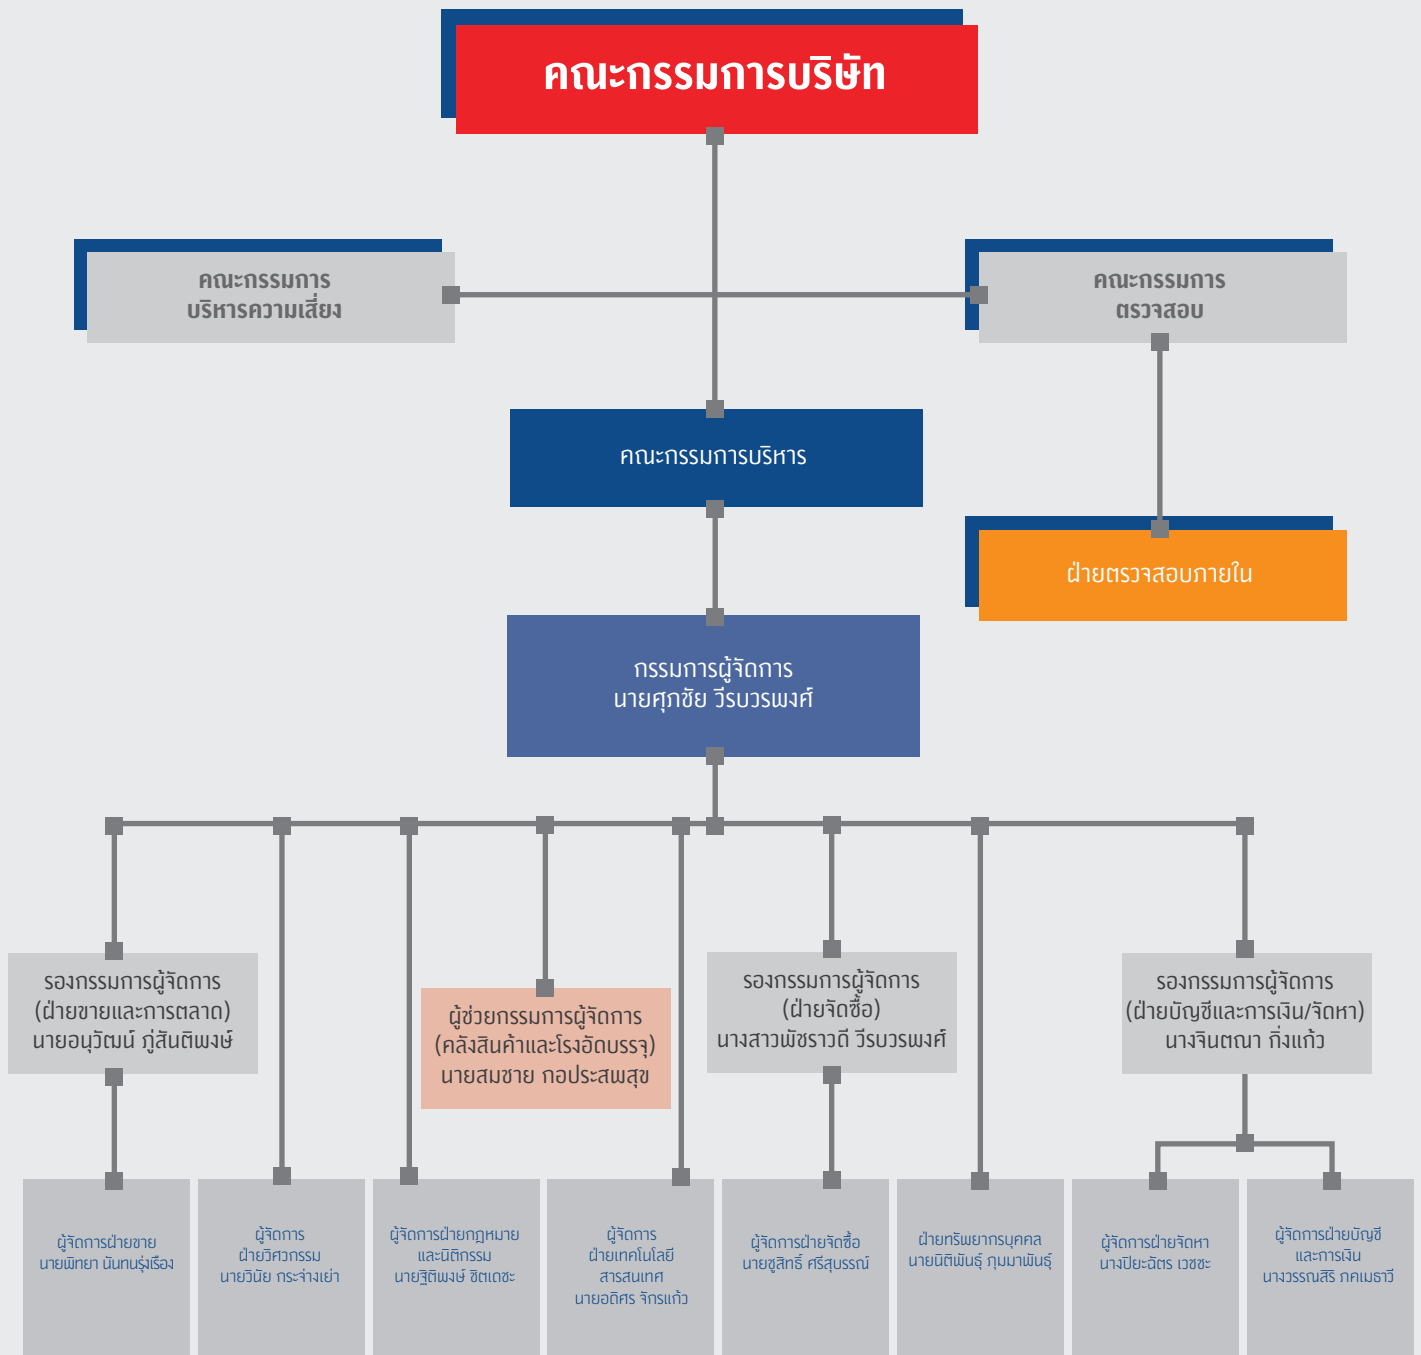 คณะกรรมการบริษัท
คณะกรรมการ
บริหารความเสี่ยง
คณะกรรมการ
ตรวจสอบ
คณะกรรมการบริหาร
ฝ่ายตรวจสอบภายใน
กรรมการผู้จัดการ
นายศุภชัย วีรบวรพงศ์
รองกรรมการผู้จัดการ
(ฝ่ายขายและการตลาด)
นายอนุวัฒน์ ภู่สันติพงษ์
ผู้ช่วยกรรมการผู้จัดการ
(คลังสินค้าและโรงอัดบรรจุ)
นายสมชาย กอประสพสุข
รองกรรมการผู้จัดการ
(ฝ่ายจัดซื้อ)
นางสาวพัชราวดี วีรบวรพงศ์
รองกรรมการผู้จัดการ
(ฝ่ายบัญชีและการเงิน/จัดหา)
นางจินตณา กิ่งแก้ว
ผู้จัดการฝ่ายขาย
นายพิทยา นันทนรุ่งเรือง
ผู้จัดการ
ฝ่ายวิศวกรรม
นายวินัย กระจ่างเย่า
ผู้จัดการฝ่ายกฎหมาย
และนิติกรรม
นายฐิติพงษ์ ชิตเดชะ
ผู้จัดการ
ฝ่ายเทคโนโลยี
สารสนเทศ
นายอดิศร จักรแก้ว
ผู้จัดการฝ่ายจัดซื้อ
นายชูสิทธิ์ ศรีสุบรรณ์
ฝ่ายทรัพยากรบุคคล
นายนิติพันธุ์ ภุมมาพันธุ์
ผู้จัดการฝ่ายจัดหา
นางปิยะฉัตร เวชชะ
ผู้จัดการฝ่ายบัญชี
และการเงิน
นางวรรณสิริ ภคเมธาวี